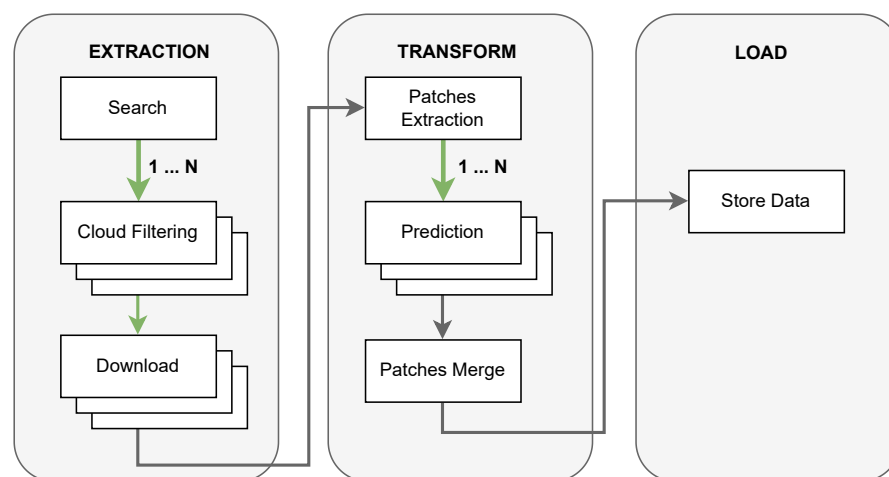 EXTRACTION
Search
1 ... N
Cloud Filtering
Download
TRANSFORM
Patches
Extraction
1 ... N
Prediction
Patches Merge
LOAD
Store Data